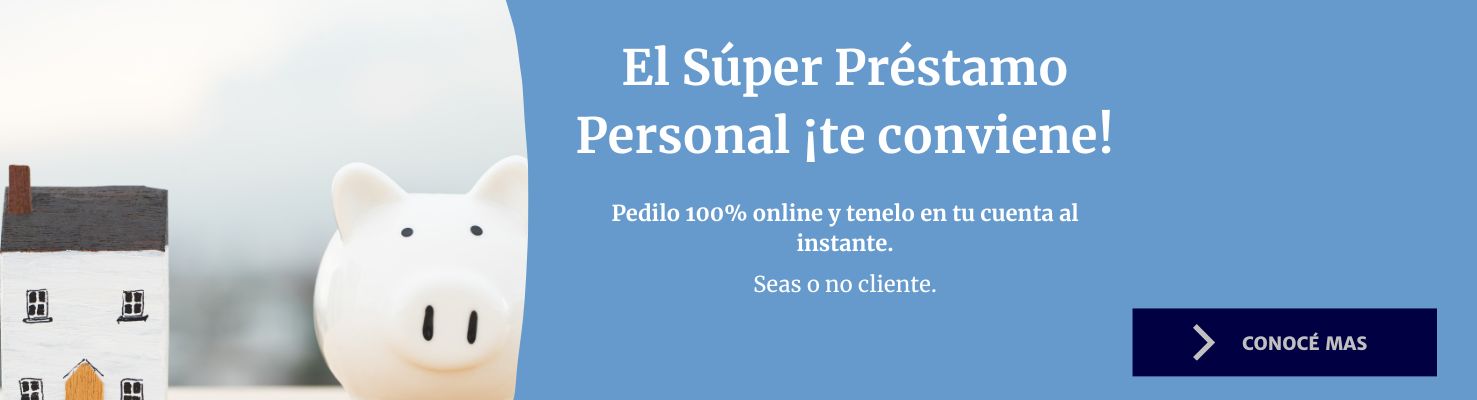 El Súper Préstamo
Personal ¡te conviene!
Pedilo 100% online y tenelo en tu cuenta al
instante.
Seas o no cliente.
CONOCÉ MAS